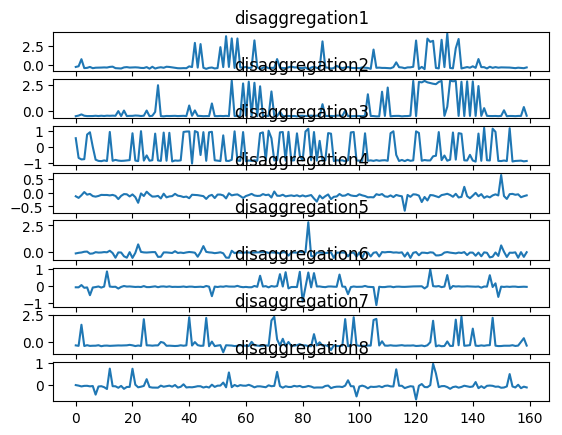 disaggregation1
2.5
0.0
disaggregation2
2.5
0.0
disaggregation3
1
0
−1
disaggregation4
0.5
0.0
−0.5
disaggregation5
2.5
0.0
disaggregation6
1
0
−1
disaggregation7
2.5
0.0
disaggregation8
1
0
0 20 40 60 80 100 120 140 160